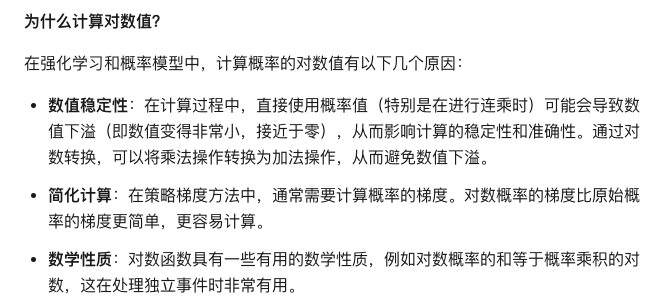 为什么计算对数值？
在强化学习和概率模型中，计算概率的对数值有以下几个原因：
• 数值稳定性：在计算过程中，直接使用概率值（特别是在进行连乘时）可能会导致数
值下溢（即数值变得非常小，接近于零），从而影响计算的稳定性和准确性。通过对
数转换，可以将乘法操作转换为加法操作，从而避免数值下溢。
• 简化计算：在策略梯度方法中，通常需要计算概率的梯度。对数概率的梯度比原始概
率的梯度更简单，更容易计算。
• 数学性质：对数函数具有一些有用的数学性质，例如对数概率的和等于概率乘积的对
数，这在处理独立事件时非常有用。